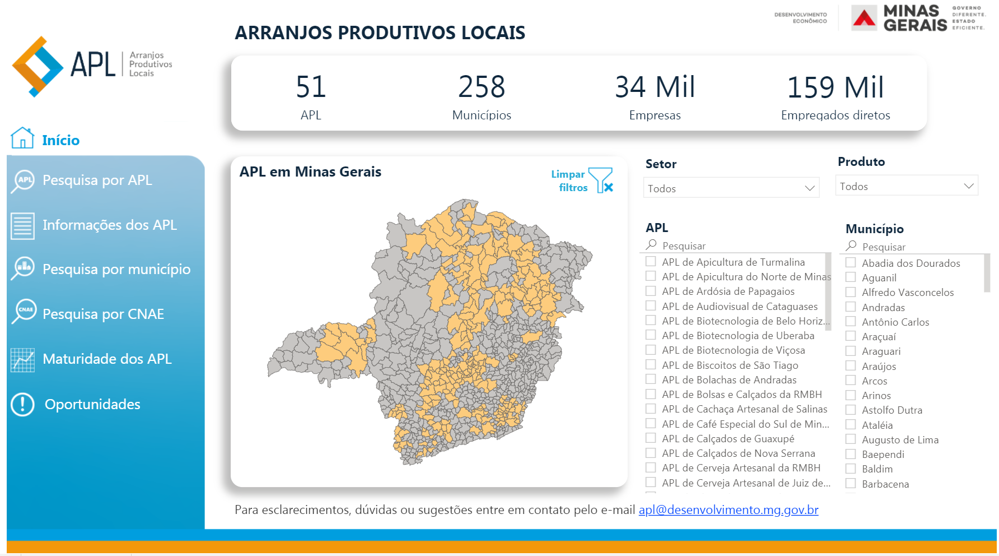 DESENVOLVIMENTO
ECONÔMICO
MINAS
GERAIS
GOVERNO
DIFERENTE.
ESTADO
EFICIENTE.
ARRANJOS PRODUTIVOS LOCAIS
APL
Arranjos
Produtivos
Locais
51
APL
258
Municípios
34 Mil
Empresas
159 Mil
Empregados diretos
Início
APL
Pesquisa por APL
Informações dos APL
Pesquisa por município
CNAE
Pesquisa por CNAE
Maturidade dos APL
Oportunidades
APL em Minas Gerais
Limpar
filtros
Setor
Todos
Produto
Todos
APL
Pesquisar
APL de Apicultura de Turmalina
APL de Apicultura do Norte de Minas
APL de Ardósia de Papagaios
APL de Audiovisual de Cataguases
APL de Biotecnologia de Belo Horiz...
APL de Biotecnologia de Uberaba
APL de Biotecnologia de Viçosa
APL de Biscoitos de São Tiago
APL de Bolachas de Andradas
APL de Bolsas e Calçados da RMBH
APL de Cachaça Artesanal de Salinas
APL de Café Especial do Sul de Min...
APL de Calçados de Guaxupé
APL de Calçados de Nova Serrana
APL de Cerveja Artesanal da RMBH
APL de Cerveja Artesanal de Juiz de...
Município
Pesquisar
Abadia dos Dourados
Aguanil
Alfredo Vasconcelos
Andradas
Antônio Carlos
Araçuaí
Araguari
Araújos
Arcos
Arinos
Astolfo Dutra
Ataléia
Augusto de Lima
Baependi
Baldim
Barbacena
Para esclarecimentos, dúvidas ou sugestões entre em contato pelo e-mail apl@desenvolvimento.mg.gov.br